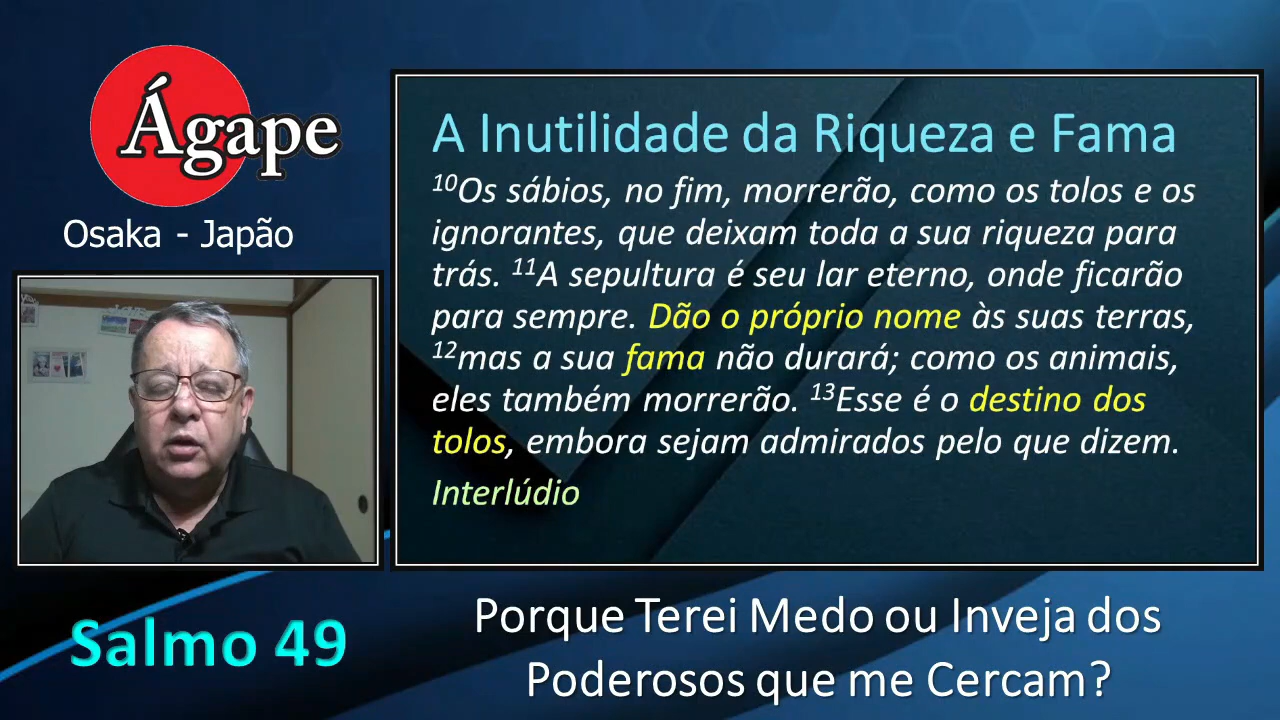 Ágape
Osaka - Japão
A Inutilidade da Riqueza e Fama
¹⁰Os sábios, no fim, morrerão, como os tolos e os
ignorantes, que deixam toda a sua riqueza para
trás. ¹¹A sepultura é seu lar eterno, onde ficarão
para sempre. Dão o próprio nome às suas terras,
¹²mas a sua fama não durará; como os animais,
eles também morrerão. ¹³Esse é o destino dos
tolos, embora sejam admirados pelo que dizem.
Interlúdio
Salmo 49
Porque Terei Medo ou Inveja dos
Poderosos que me Cercam?